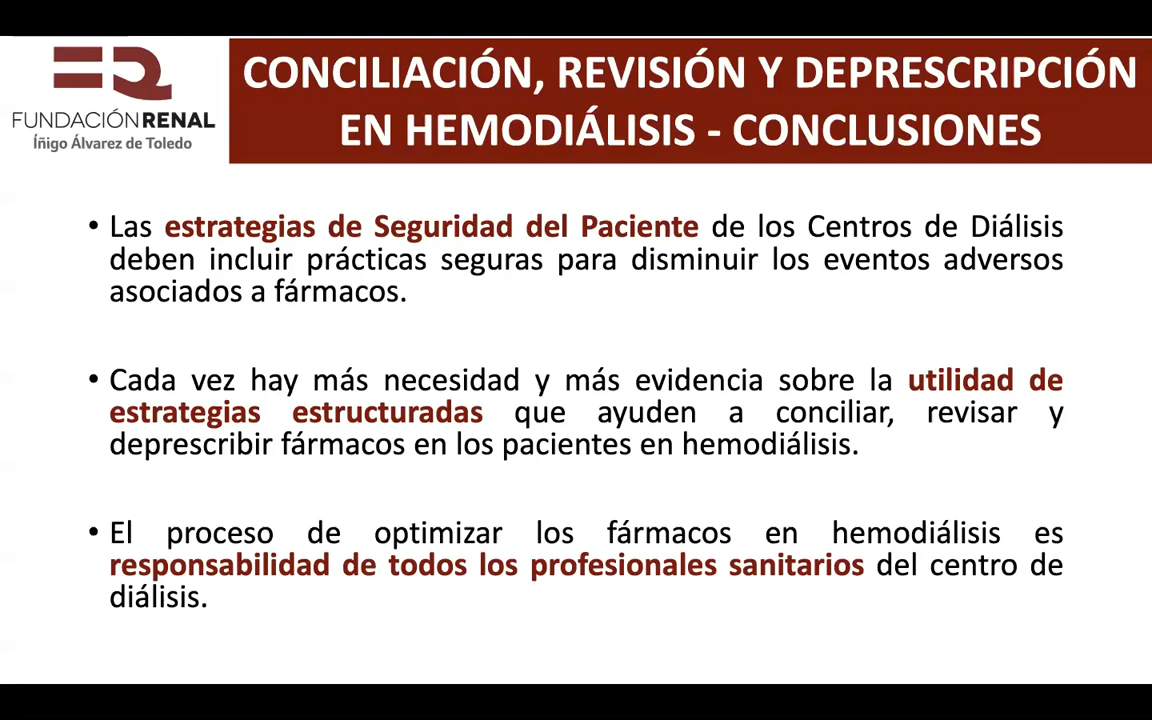 FUNDACIÓNRENAL
Íñigo Álvarez de Toledo
CONCILIACIÓN, REVISIÓN Y DEPRESCRIPCIÓN
EN HEMODIÁLISIS - CONCLUSIONES
• Las estrategias de Seguridad del Paciente de los Centros de Diálisis
deben incluir prácticas seguras para disminuir los eventos adversos
asociados a fármacos.
• Cada vez hay más necesidad y más evidencia sobre la utilidad de
estrategias estructuradas que ayuden a conciliar, revisar y
deprescribir fármacos en los pacientes en hemodiálisis.
• El proceso de optimizar los fármacos en hemodiálisis es
responsabilidad de todos los profesionales sanitarios del centro de
diálisis.